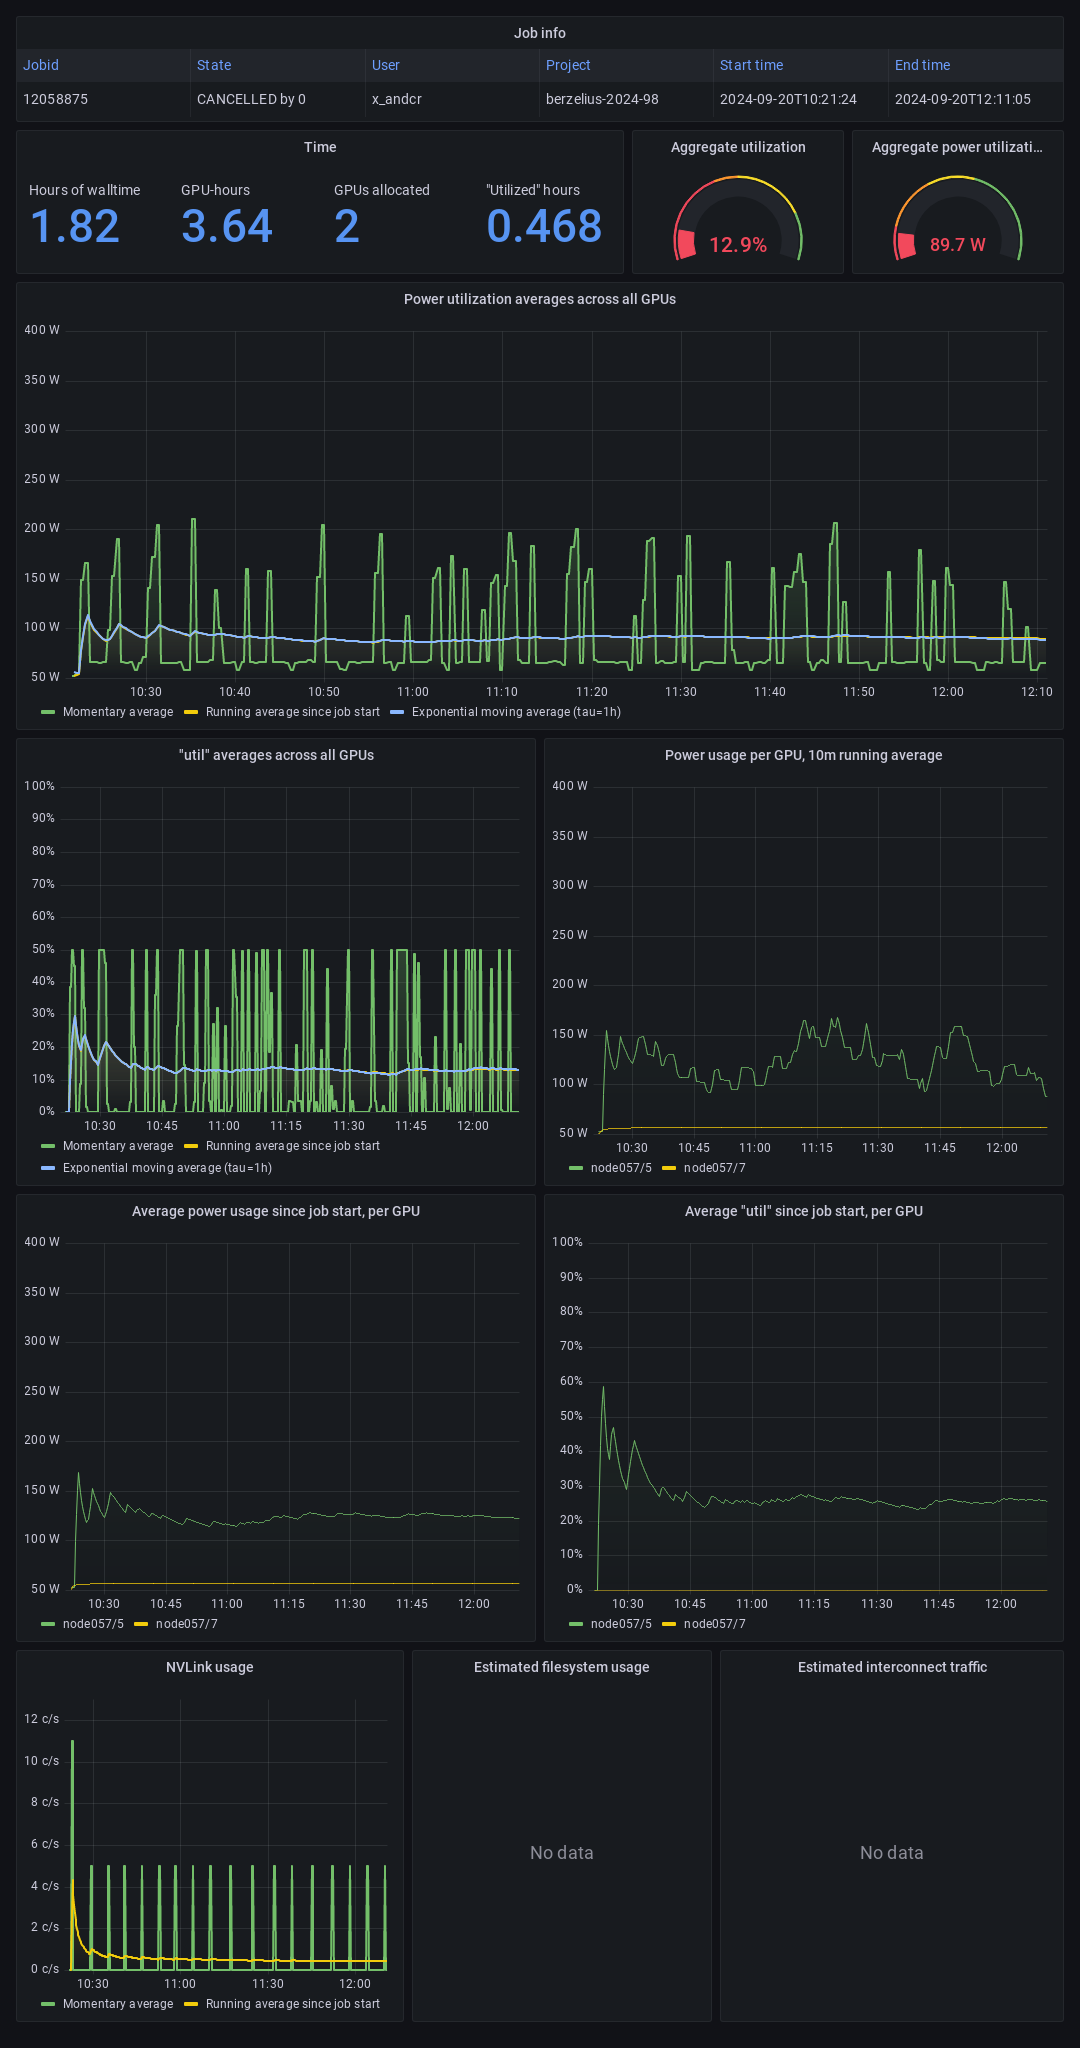 Job info
Jobid State User Project Start time End time
12058875 CANCELLED by 0 x_andcr berzelius-2024-98 2024-09-20T10:21:24 2024-09-20T12:11:05
Time
Hours of walltime GPU-hours GPUs allocated "Utilized" hours
1.82 3.64 2 0.468
Aggregate utilization
12.9%
Aggregate power utilizati...
89.7 W
Power utilization averages across all GPUs
400 W
350 W
300 W
250 W
200 W
150 W
100 W
50 W
10:30 10:40 10:50 11:00 11:10 11:20 11:30 11:40 11:50 12:00 12:10
Momentary average Running average since job start Exponential moving average (tau=1h)
"util" averages across all GPUs
100%
90%
80%
70%
60%
50%
40%
30%
20%
10%
0%
10:30 10:45 11:00 11:15 11:30 11:45 12:00
Momentary average Running average since job start
Exponential moving average (tau=1h)
Power usage per GPU, 10m running average
400 W
350 W
300 W
250 W
200 W
150 W
100 W
50 W
10:30 10:45 11:00 11:15 11:30 11:45 12:00
node057/5 node057/7
Average power usage since job start, per GPU
400 W
350 W
300 W
250 W
200 W
150 W
100 W
50 W
10:30 10:45 11:00 11:15 11:30 11:45 12:00
node057/5 node057/7
Average "util" since job start, per GPU
100%
90%
80%
70%
60%
50%
40%
30%
20%
10%
0%
10:30 10:45 11:00 11:15 11:30 11:45 12:00
node057/5 node057/7
NVLink usage
12 c/s
10 c/s
8 c/s
6 c/s
4 c/s
2 c/s
0 c/s
10:30 11:00 11:30 12:00
Momentary average Running average since job start
Estimated filesystem usage
No data
Estimated interconnect traffic
No data